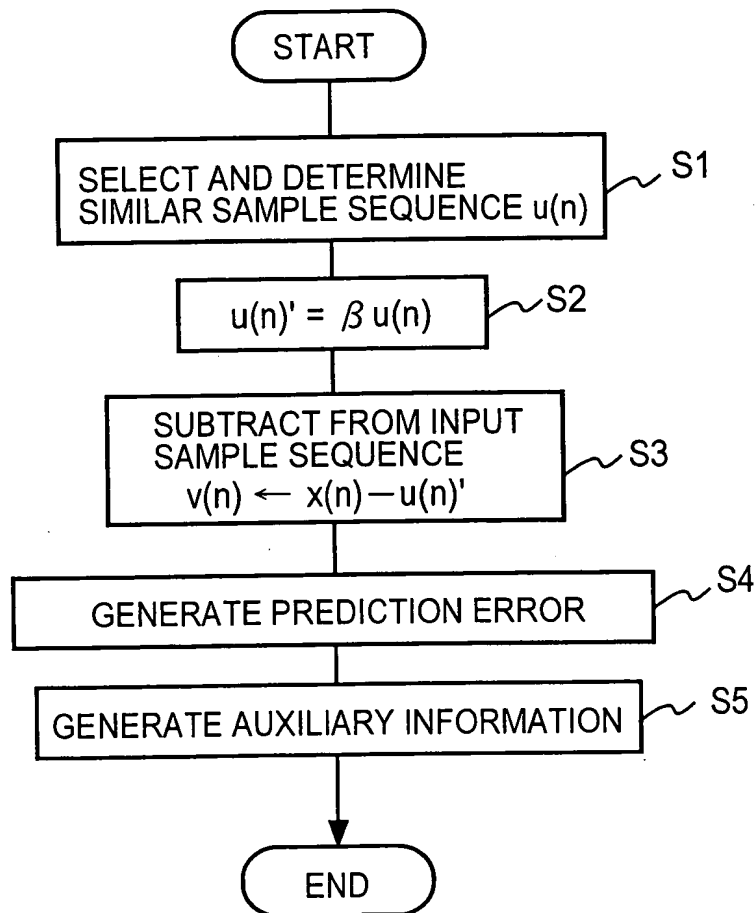 START
SELECT AND DETERMINE
SIMILAR SAMPLE SEQUENCE u(n)
S1
u(n)' = β u(n)
S2
SUBTRACT FROM INPUT
SAMPLE SEQUENCE
v(n) ← x(n) − u(n)'
S3
GENERATE PREDICTION ERROR
S4
GENERATE AUXILIARY INFORMATION
S5
END